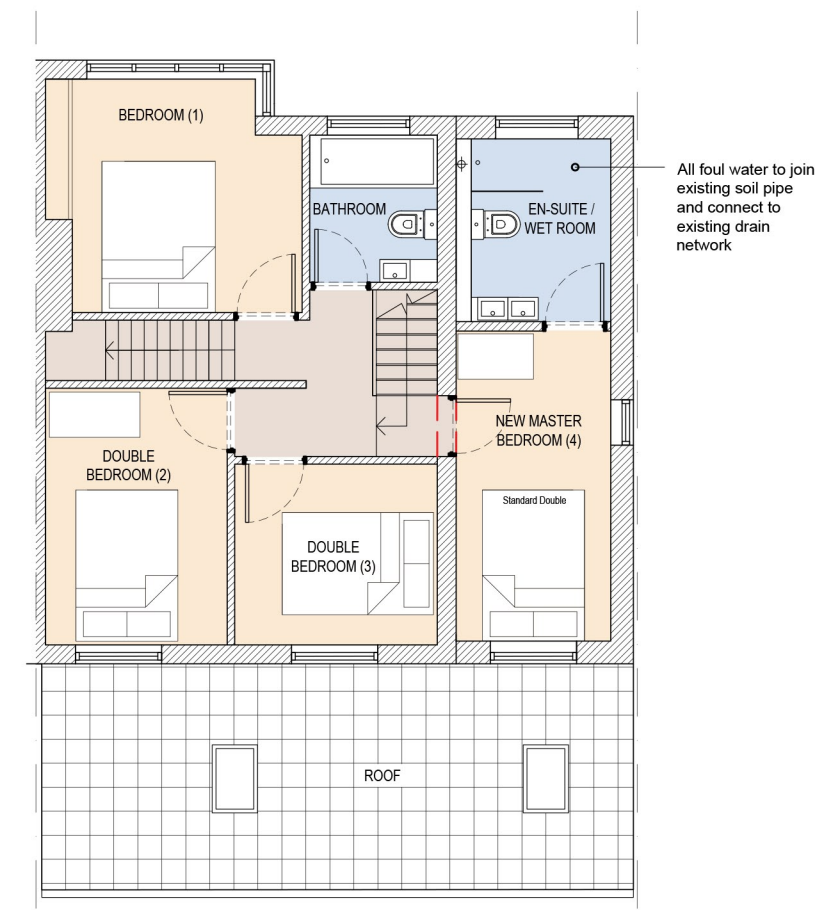 BEDROOM (1)
BATHROOM
EN-SUITE /
WET ROOM
All foul water to join
existing soil pipe
and connect to
existing drain
network
DOUBLE
BEDROOM (2)
NEW MASTER
BEDROOM (4)
Standard Double
DOUBLE
BEDROOM (3)
ROOF